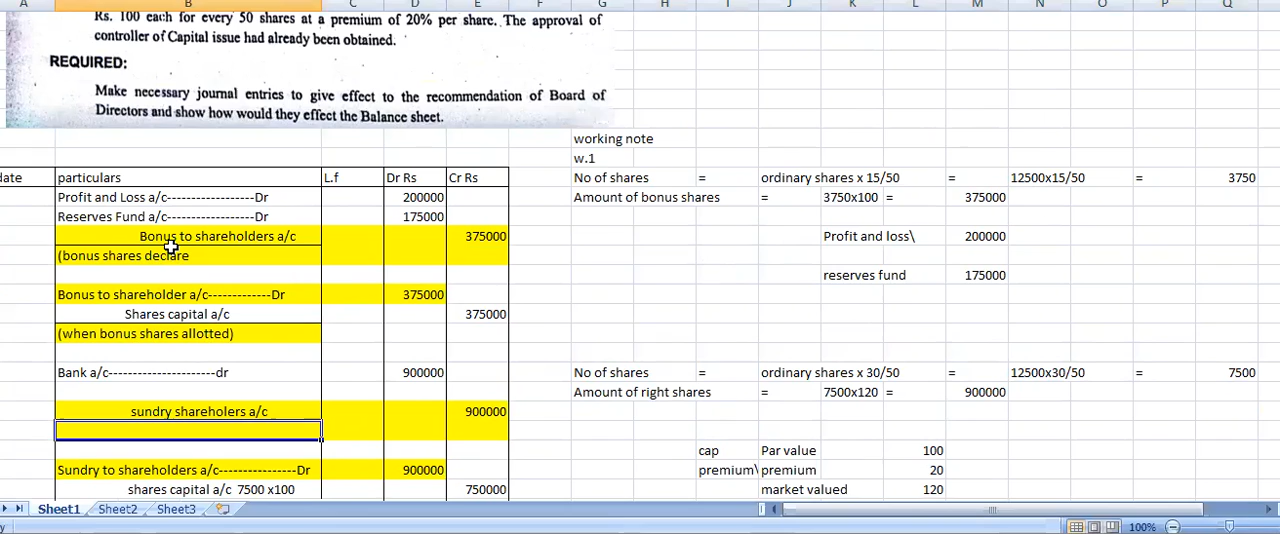 A B C D E F G H I J K L M N O P Q
Rs. 100 each for every 50 shares at a premium of 20% per share. The approval of
controller of Capital issue had already been obtained.
REQUIRED:
Make necessary journal entries to give effect to the recommendation of Board of
Directors and show how would they effect the Balance sheet.
working note
w.1
date particulars L.f Dr Rs Cr Rs No of shares = ordinary shares x 15/50 = 12500x15/50 = 3750
Profit and Loss a/c------------------Dr 200000 Amount of bonus shares = 3750x100 = 375000
Reserves Fund a/c------------------Dr 175000
Bonus to shareholders a/c 375000 Profit and loss\ 200000
(bonus shares declare
reserves fund 175000
Bonus to shareholder a/c-------------Dr 375000
Shares capital a/c 375000
(when bonus shares allotted)
Bank a/c-----------------------dr 900000 No of shares = ordinary shares x 30/50 = 12500x30/50 = 7500
Amount of right shares = 7500x120 = 900000
sundry shareholers a/c 900000
cap Par value 100
Sundry to shareholders a/c----------------Dr 900000 premium\ premium 20
shares capital a/c 7500 x100 750000 market valued 120
Sheet1 Sheet2 Sheet3
100%